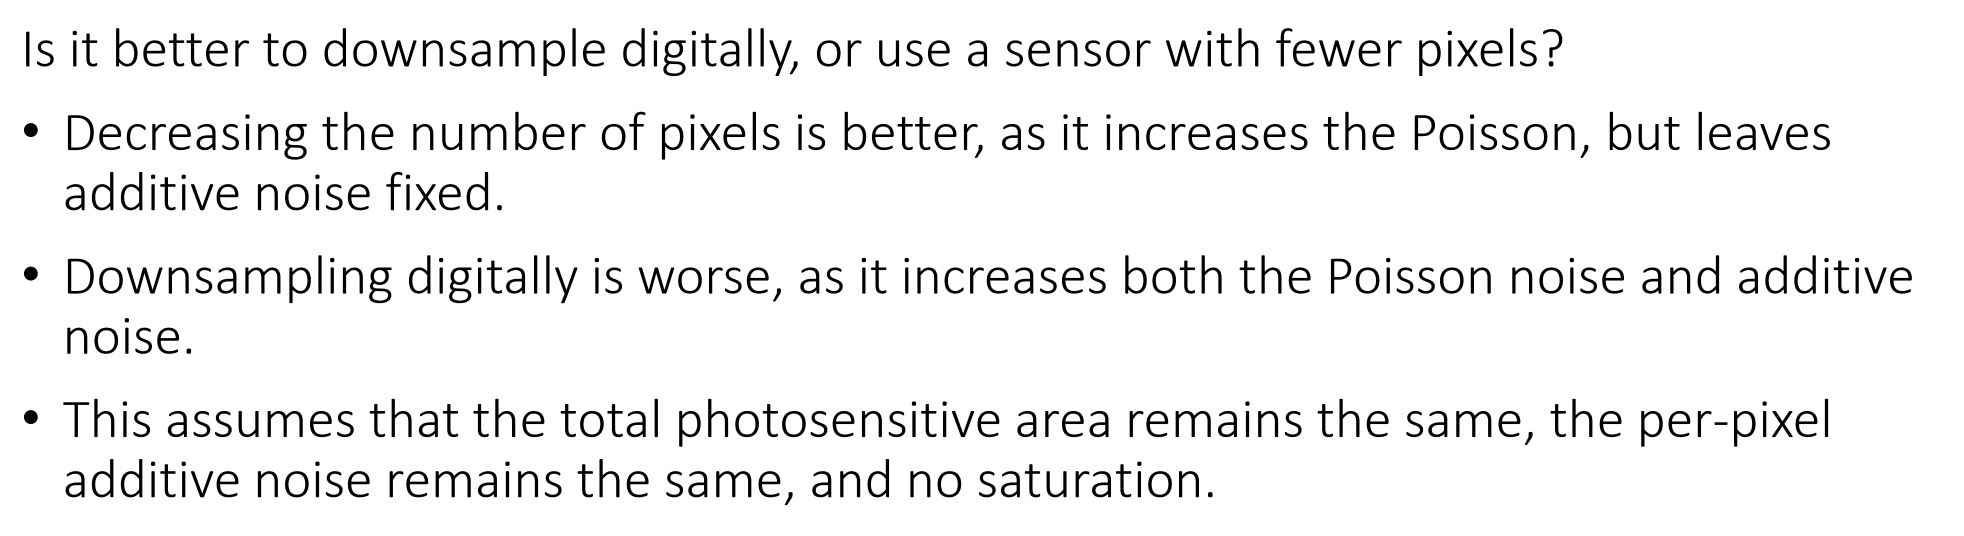 Is it better to downsample digitally, or use a sensor with fewer pixels?
• Decreasing the number of pixels is better, as it increases the Poisson, but leaves
additive noise fixed.
• Downsampling digitally is worse, as it increases both the Poisson noise and additive
noise.
• This assumes that the total photosensitive area remains the same, the per-pixel
additive noise remains the same, and no saturation.